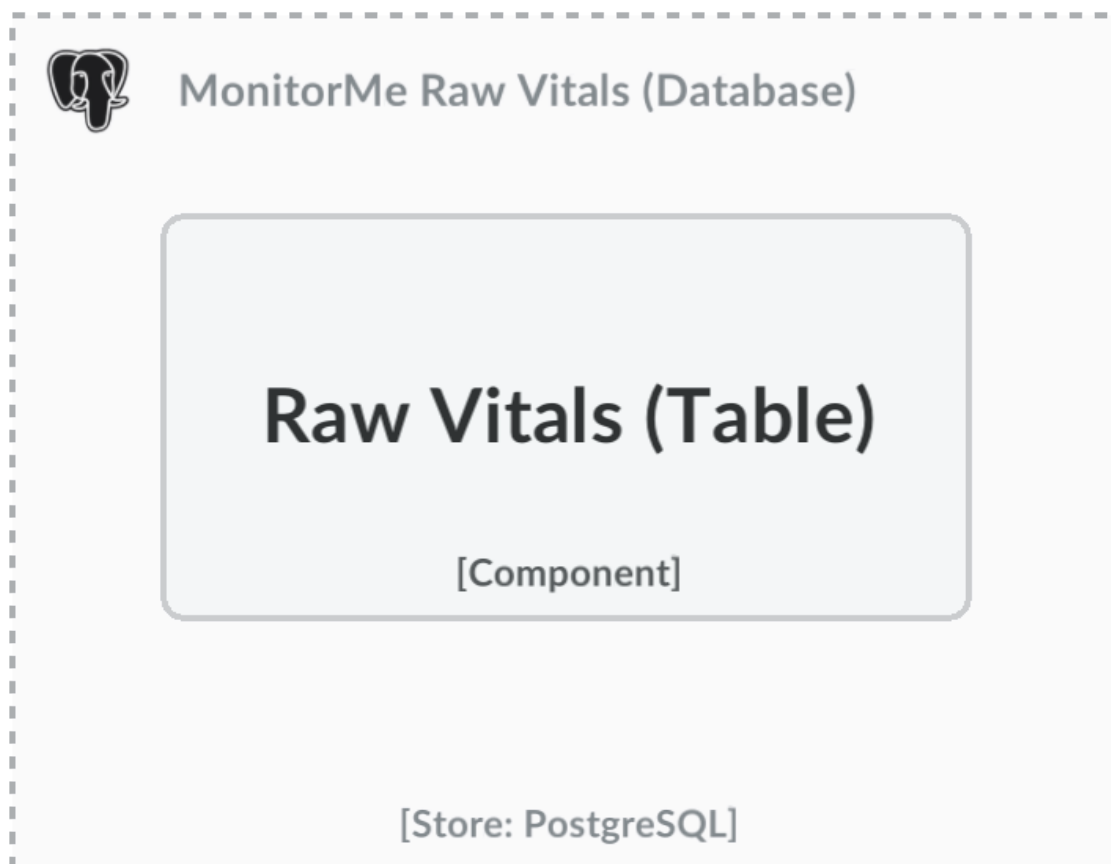 MonitorMe Raw Vitals (Database)
Raw Vitals (Table)
[Component]
[Store: PostgreSQL]